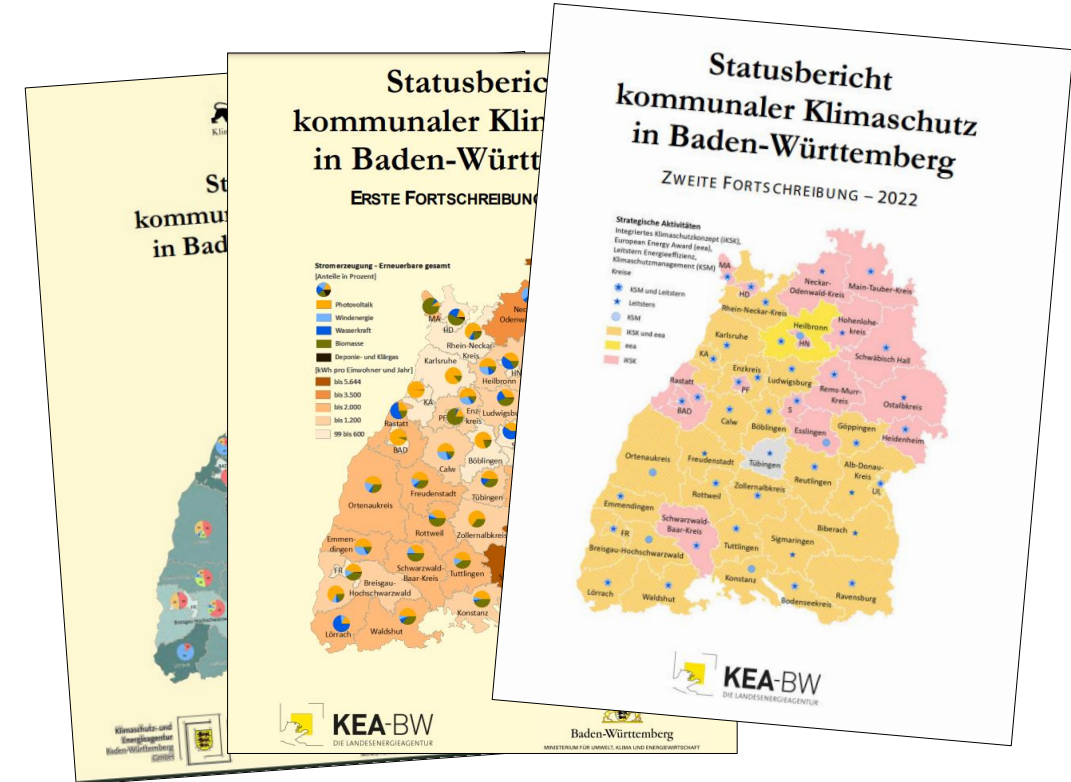 Statusbericht
kommunaler Klimaschutz
in Baden-Württemberg
ZWEITE FORTSCHREIBUNG – 2022
Strategische Aktivitäten
Integriertes Klimaschutzkonzept (IKSK),
European Energy Award (eea),
Leitstern Energieeffizienz,
Klimaschutzmanagement (KSM)
Kreise
KSM und Leitstern
Leitstern
KSM
IKSK und eea
eea
IKSK
MA
HD
Neckar-
Odenwald-Kreis
Main-Tauber-Kreis
Rhein-Neckar-Kreis
Heilbronn
HN
Hohenlohe-
kreis
Karlsruhe
KA
Schwäbisch Hall
Enzkreis
PF
Ludwigsburg
Rems-Murr-
Kreis
Rastatt
BAD
S
Ostalbkreis
Calw
Böblingen
Esslingen
Göppingen
Heidenheim
Ortenaukreis
Freudenstadt
Tübingen
Reutlingen
Alb-Donau-
Kreis
UL
Rottweil
Zollernalbkreis
Emmendingen
Schwarzwald-
Baar-Kreis
Biberach
FR
Breisgau-Hochschwarzwald
Tuttlingen
Sigmaringen
Konstanz
Lörrach
Waldshut
Bodenseekreis
Ravensburg
KEA-BW
DIE LANDESENERGIEAGENTUR
Statusberic
kommunaler Klin
in Baden-Württ
ERSTE FORTSCHREIBUNG
Stromerzeugung - Erneuerbare gesamt
[Anteile in Prozent]
Photovoltaik
Windenergie
Wasserkraft
Biomasse
Deponie- und Klärgas
[kWh pro Einwohner und Jahr]
bis 5.644
bis 3.500
bis 2.000
bis 1.200
99 bis 600
MA
HD
Nec
Odenwa
Rhein-Neckar-
Kreis
Karlsruhe
HN
Heilbronn
KA
PF
Enz-
kreis
Ludwigsbu
Rastatt
BAD
Calw
Böblingen
Ortenaukreis
Freudenstadt
Tübingen
Rottweil
Zollernalbkreis
Emmen-
dingen
FR
Breisgau-
Hochschwarzwald
Schwarzwald-
Baar-Kreis
Tuttlingen
Konstanz
Lörrach
Waldshut
KEA-BW
DIE LANDESENERGIEAGENTUR
Baden-Württemberg
MINISTERIUM FÜR UMWELT, KLIMA UND ENERGIEWIRTSCHAFT
St
kommu
in Bad
Klimaschutz- und
Energieagentur
Baden-Württemberg
GmbH